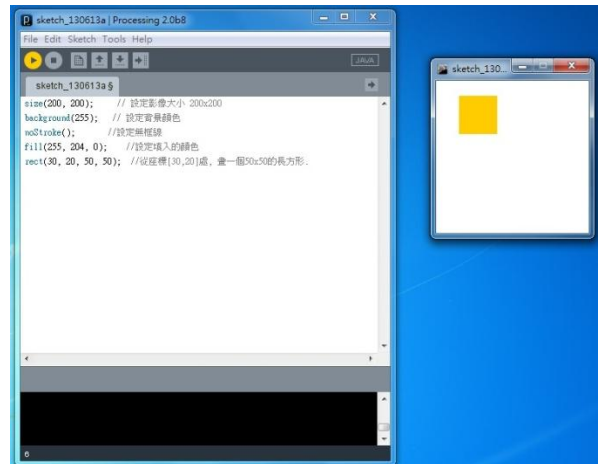 sketch_130613a | Processing 2.0b8
File Edit Sketch Tools Help
JAVA
sketch_130613a §
size(200, 200); // 設定影像大小 200x200
background(255); // 設定背景顏色
noStroke(); //設定無框線
fill(255, 204, 0); //設定填入的顏色
rect(30, 20, 50, 50); //從座標[30,20]處, 畫一個50x50的長方形.
6
sketch_130...